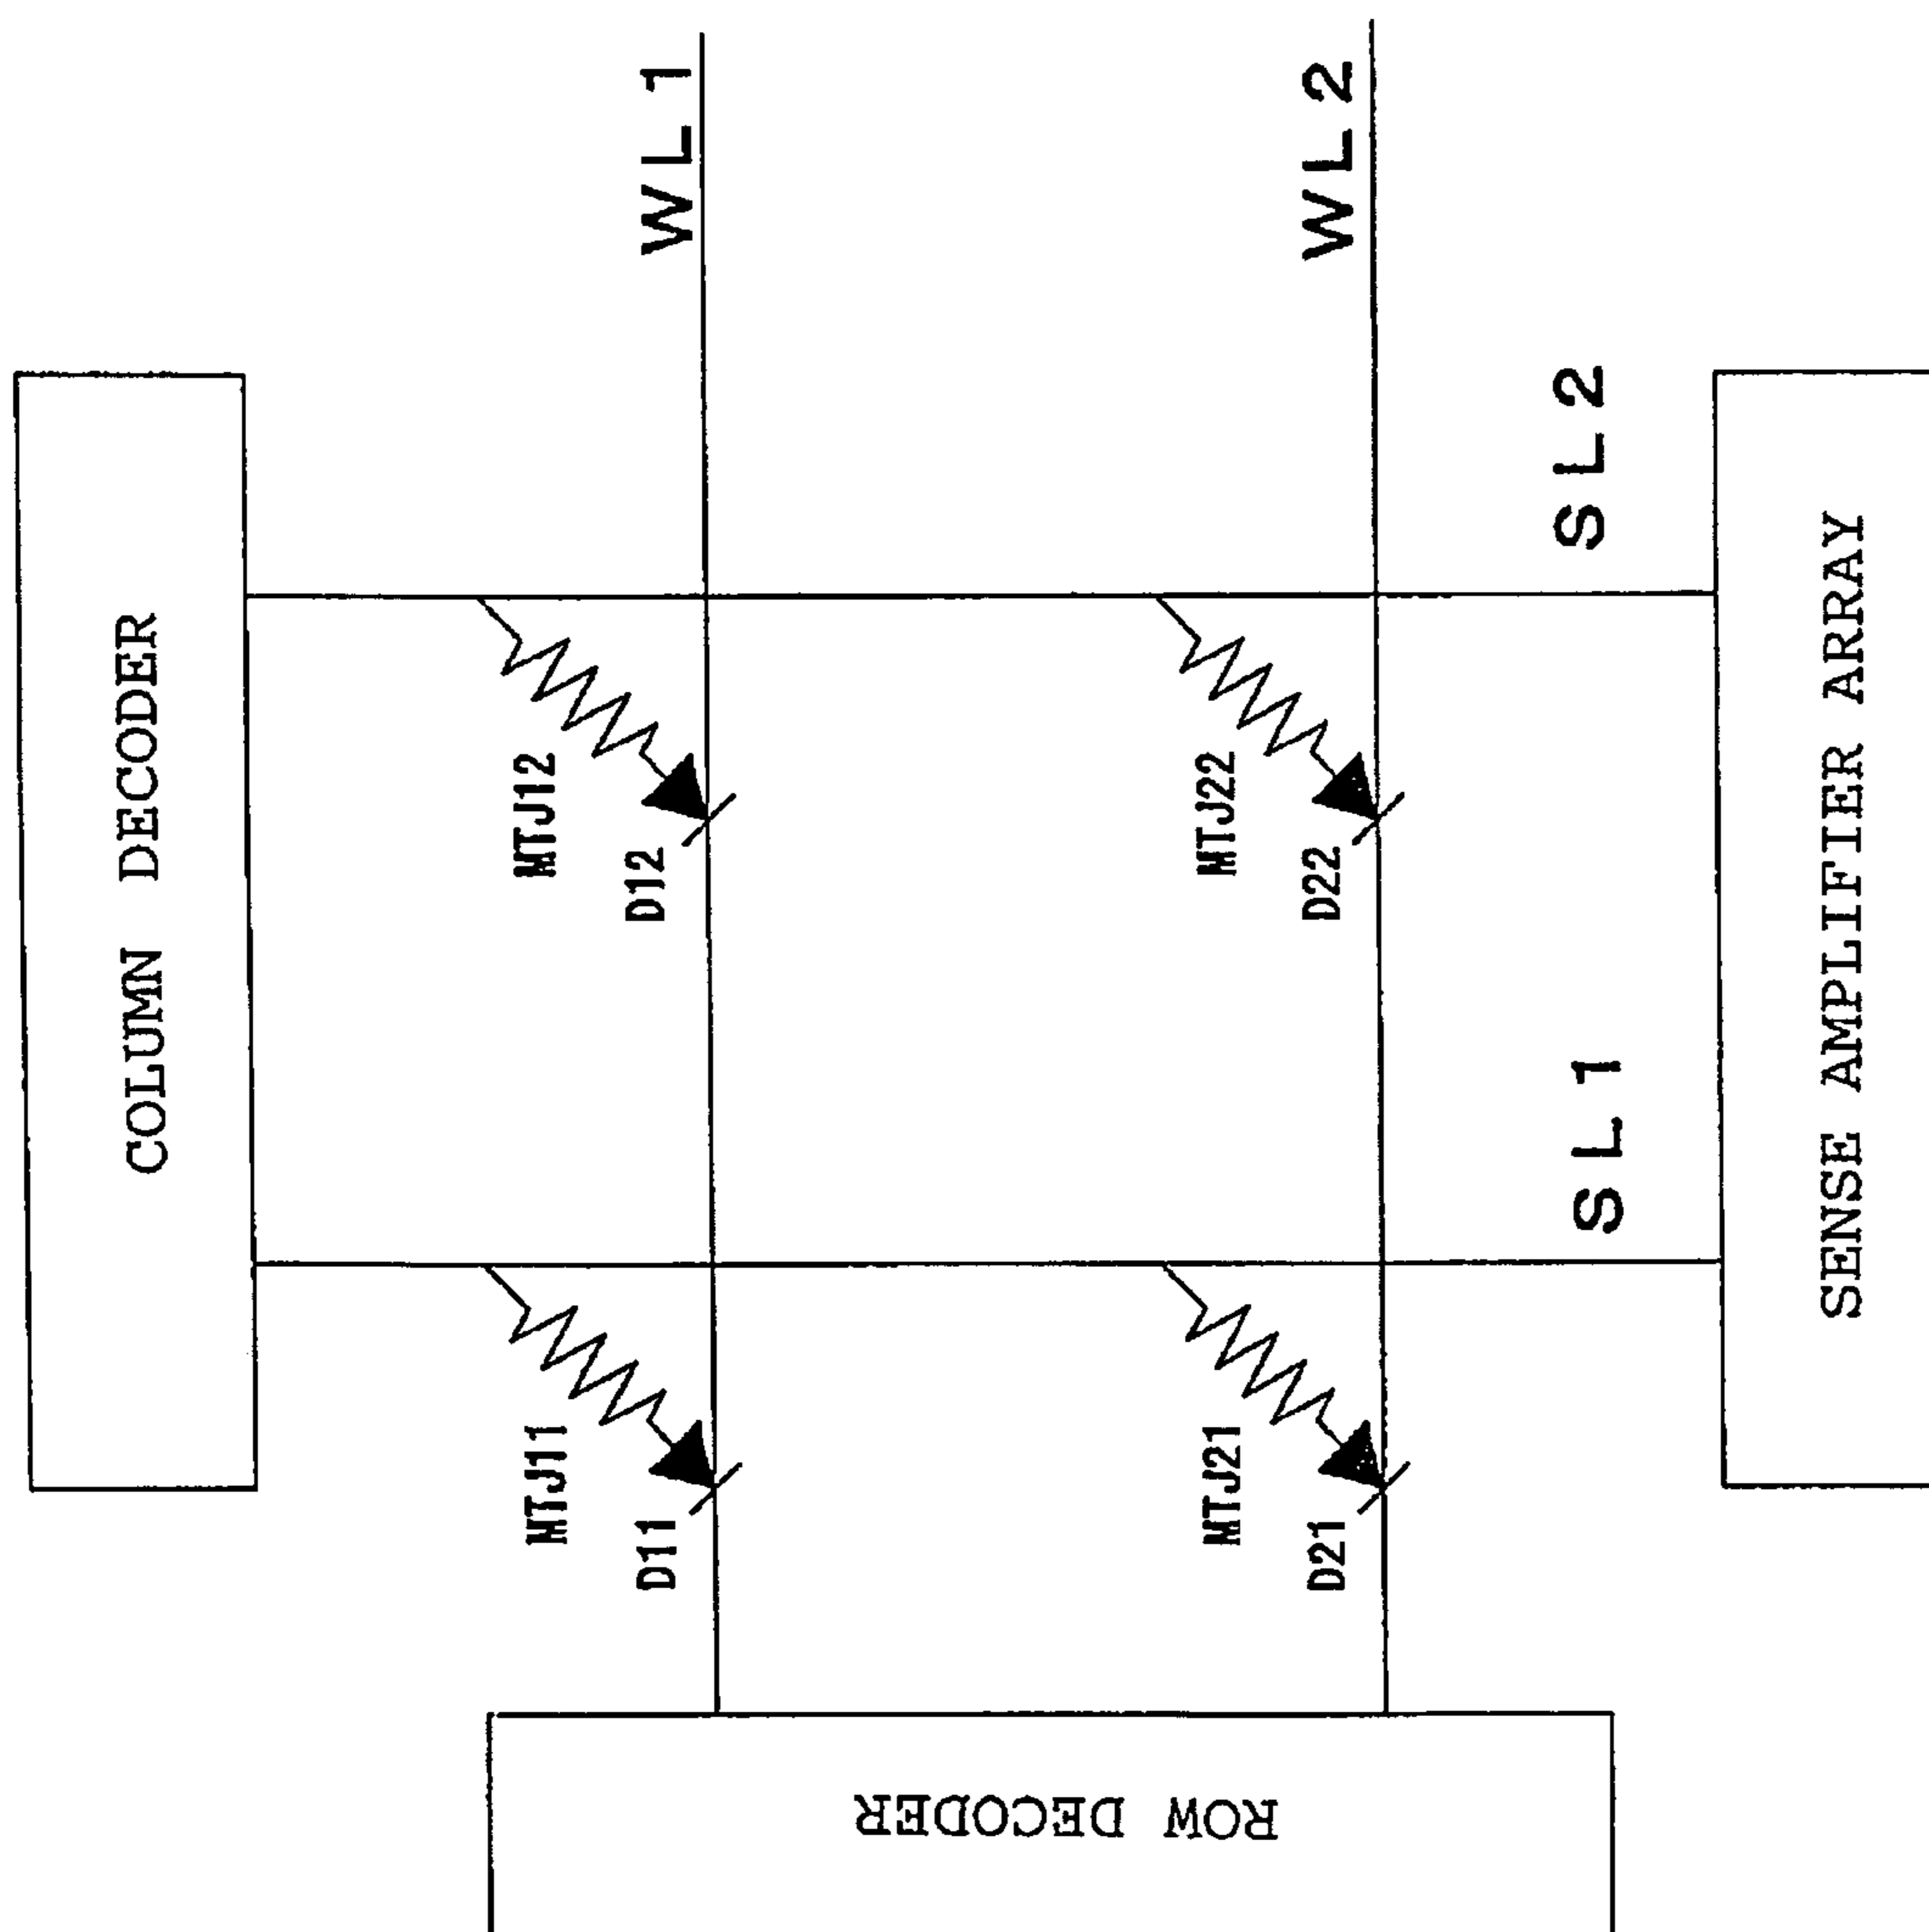 COLUMN DECODER
WL1
MTJ11
D11
MTJ12
D12
WL2
MTJ21
D21
MTJ22
D22
SL1
SL2
SENSE AMPLIFIER ARRAY
ROW DECODER